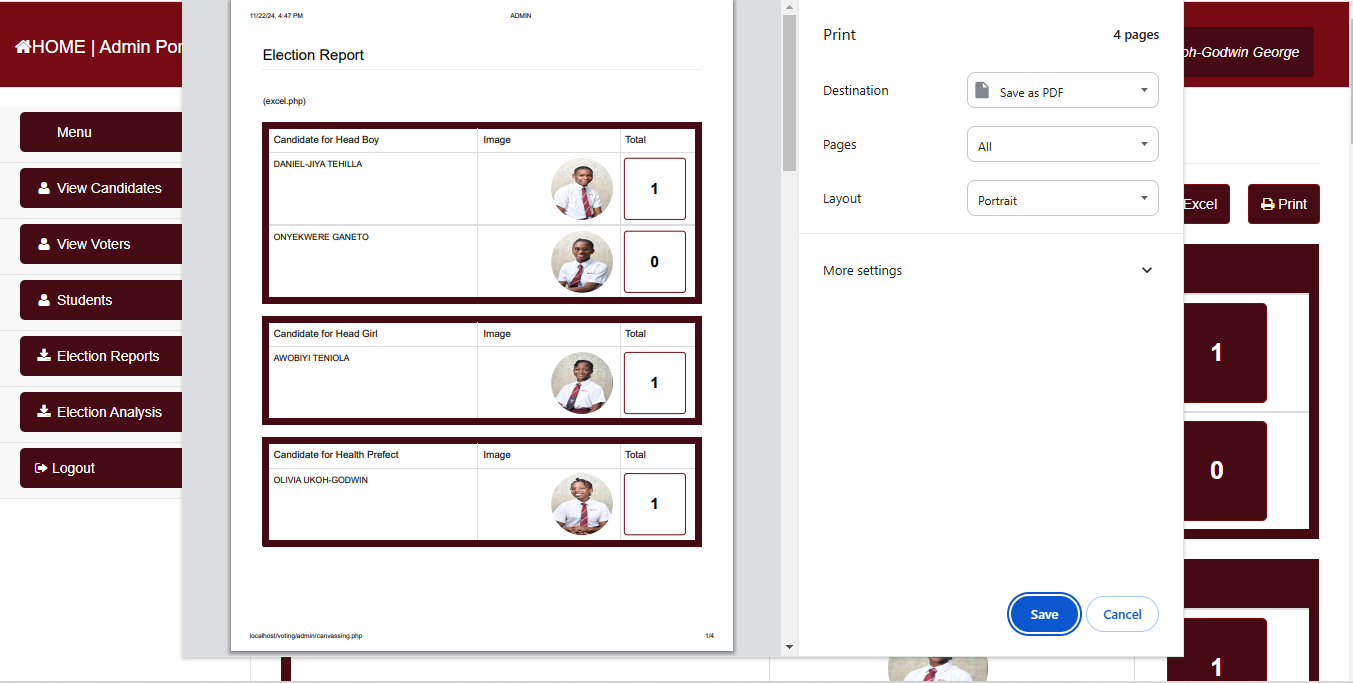 HOME | Admin Por
Menu
View Candidates
View Voters
Students
Election Reports
Election Analysis
Logout
11/22/24, 4:47 PM ADMIN
Election Report
(excel.php)
Candidate for Head Boy Image Total
DANIEL-JIYA TEHILLA 1
ONYEKWERE GANETO 0
Candidate for Head Girl Image Total
AWOBIYI TENIOLA 1
Candidate for Health Prefect Image Total
OLIVIA UKOH-GODWIN 1
localhost/voting/admin/canvassing.php 1/4
Print 4 pages
Destination Save as PDF
Pages All
Layout Portrait
More settings
Save Cancel
oh-Godwin George
Excel Print
1
0
1